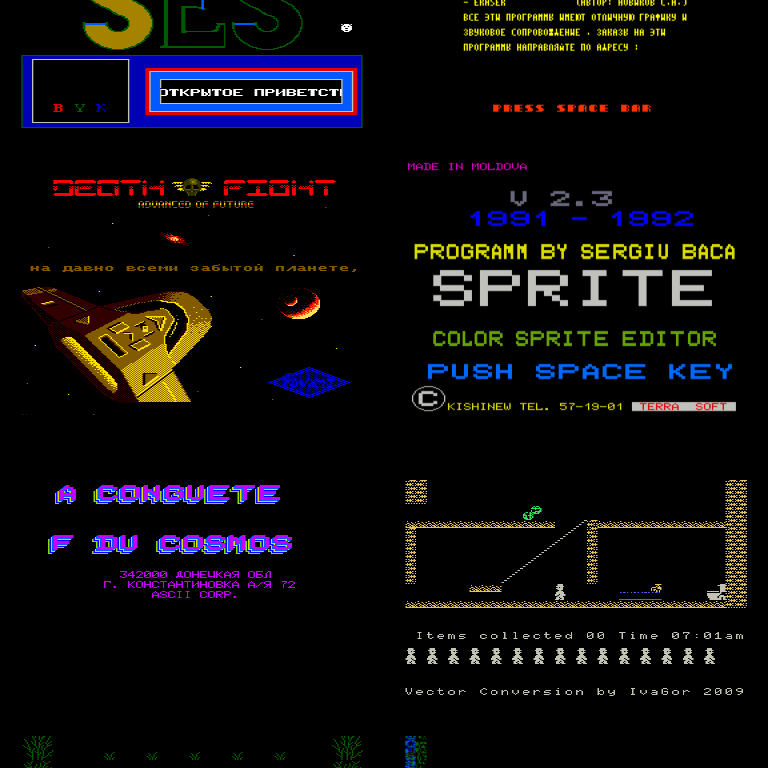 SES
B Y K
ОТКРЫТОЕ ПРИВЕТСТ
- ERASER (АВТОР: НОВИКОВ С.А.)
ВСЕ ЭТИ ПРОГРАММЫ ИМЕЮТ ОТЛИЧНУЮ ГРАФИКУ И
ЗВУКОВОЕ СОПРОВОЖДЕНИЕ . ЗАКАЗЫ НА ЭТИ
ПРОГРАММЫ НАПРАВЛЯЙТЕ ПО АДРЕСУ :
PRESS SPACE BAR
DEATH FIGHT
ADVANCED OF FUTURE
на давно всеми забытой планете,
MADE IN MOLDOVA
V 2.3
1991 - 1992
PROGRAMM BY SERGIU BACA
SPRITE
COLOR SPRITE EDITOR
PUSH SPACE KEY
© KISHINEW TEL. 57-19-01 TERRA SOFT
A CONQUETE
F DU COSMOS
342000 ДОНЕЦКАЯ ОБЛ
Г. КОНСТАНТИНОВКА А/Я 72
ASCII CORP.
Items collected 00 Time 07:01am
Vector Conversion by IvaGor 2009